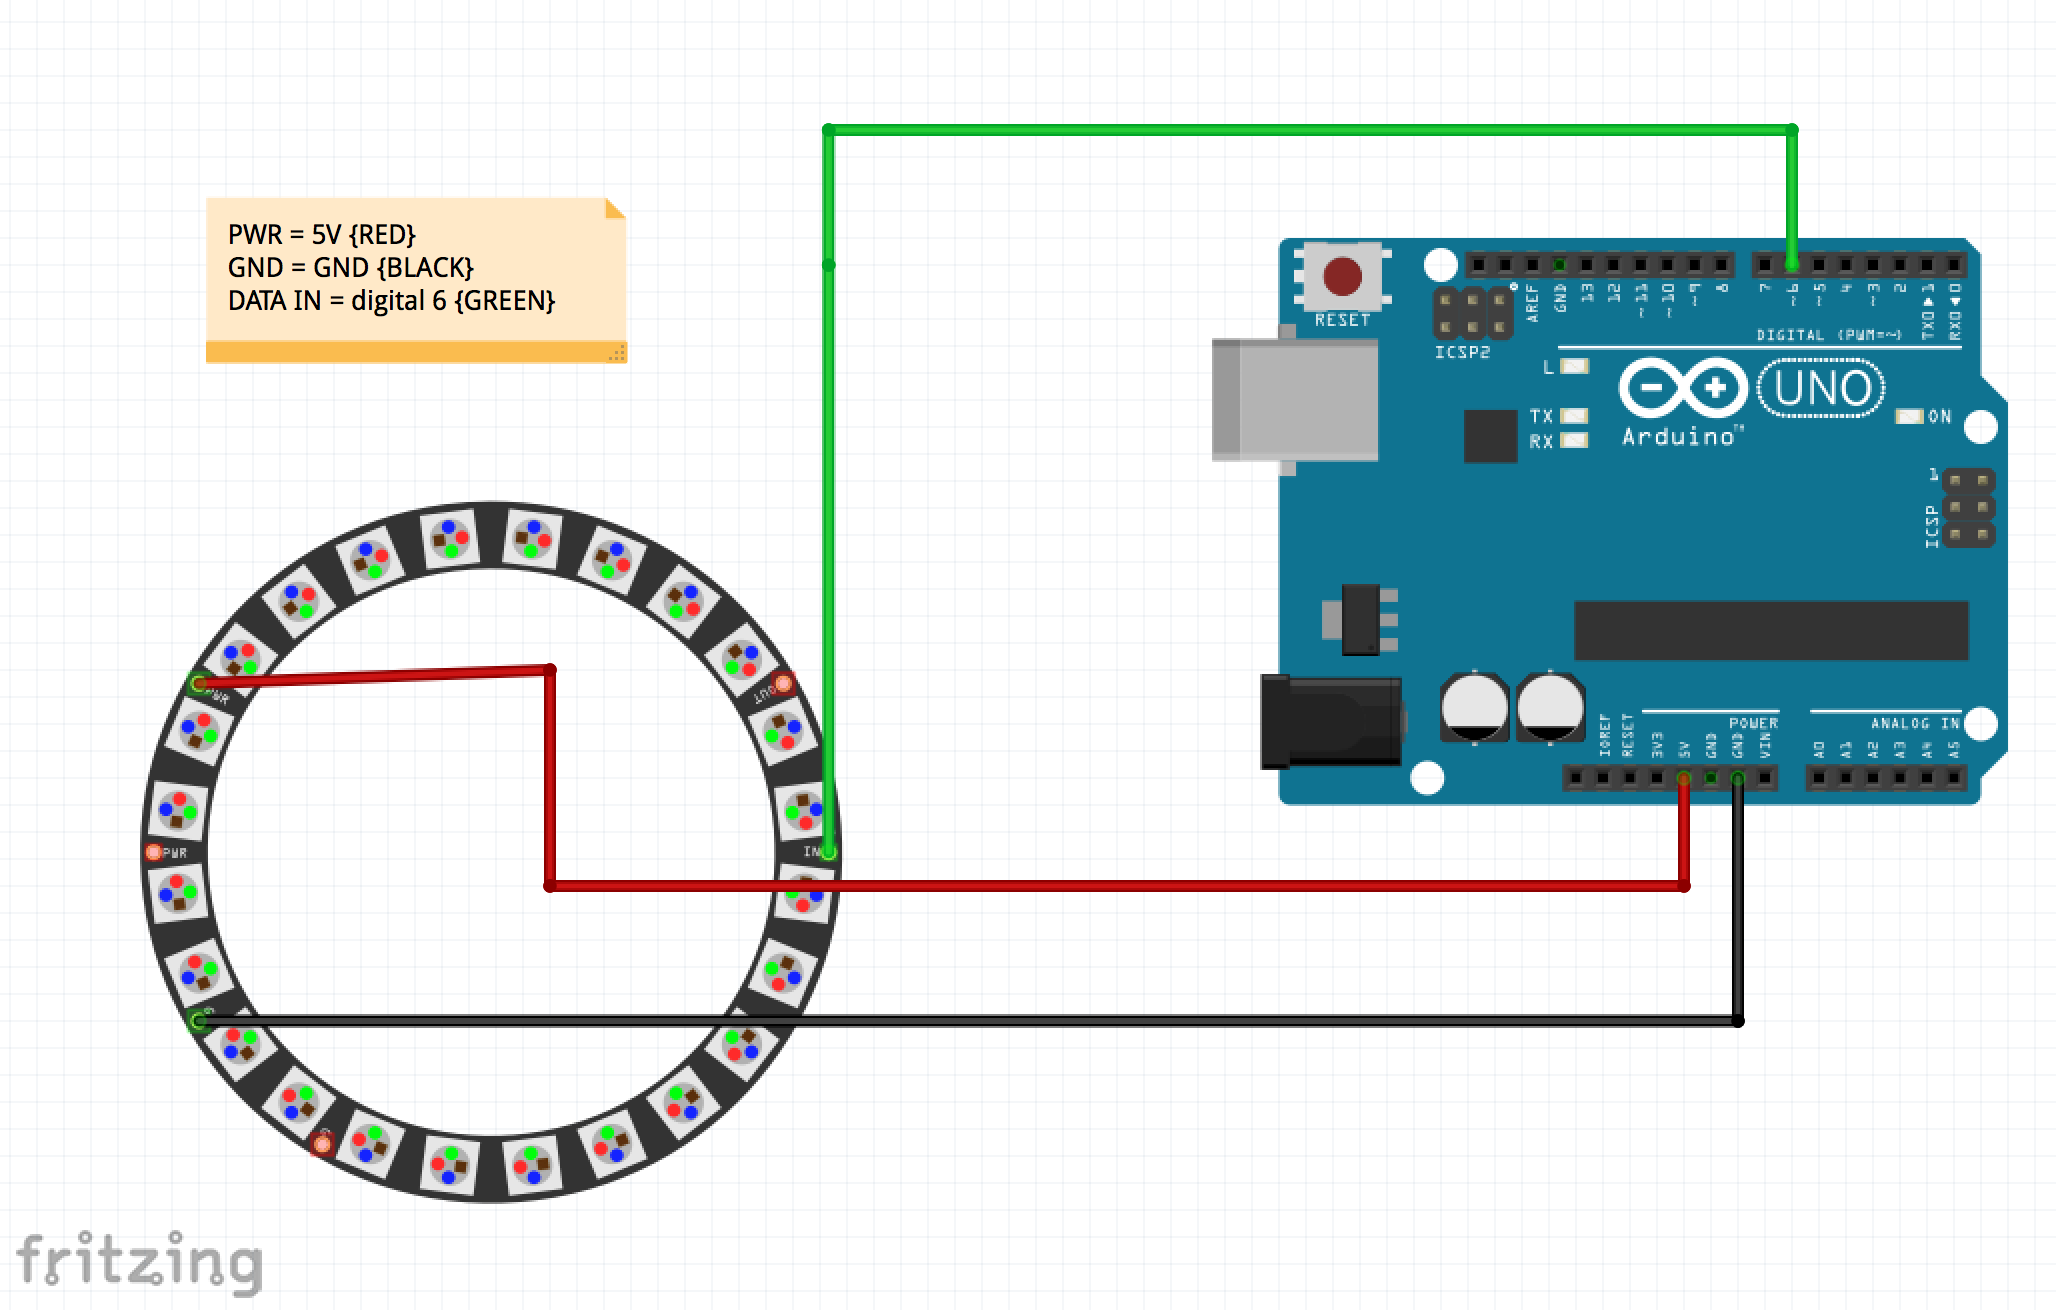 PWR = 5V {RED}
GND = GND {BLACK}
DATA IN = digital 6 {GREEN}
RESET
ICSP2
AREF
GND
13
12
~11
~10
~9
8
7
~6
~5
4
~3
2
TX0▶1
RX0◀0
DIGITAL (PWM=~)
L
TX
RX
Arduino™
UNO
ON
1
ICSP
IOREF
RESET
3V3
5V
GND
GND
VIN
POWER
ANALOG IN
A0
A1
A2
A3
A4
A5
PWR
OUT
PWR
IN
G
G
fritzing